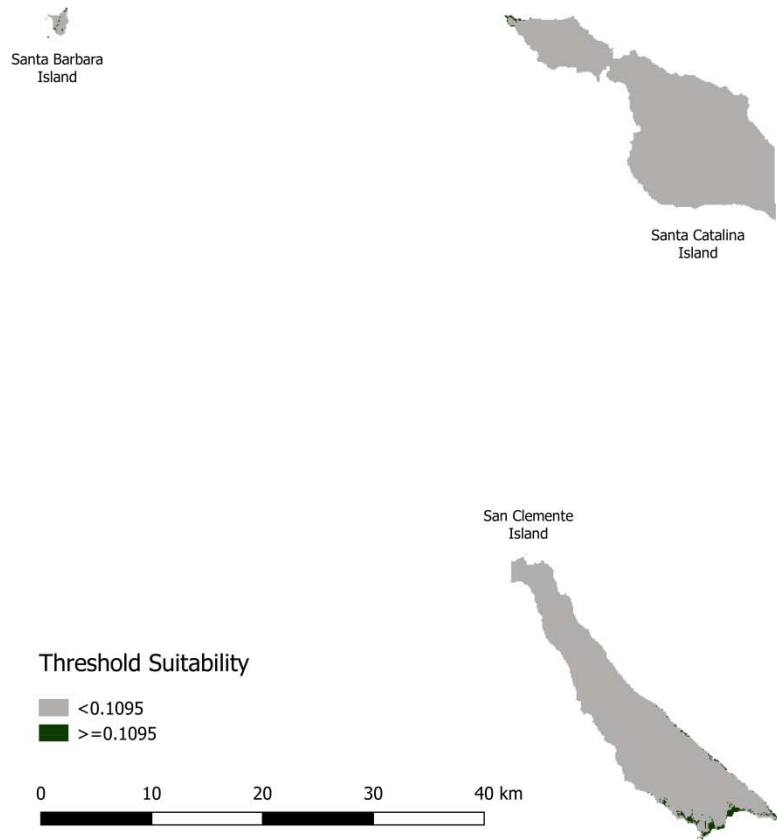 Santa Barbara
Island
Santa Catalina
Island
San Clemente
Island
Threshold Suitability
<0.1095
>=0.1095
0 10 20 30 40 km